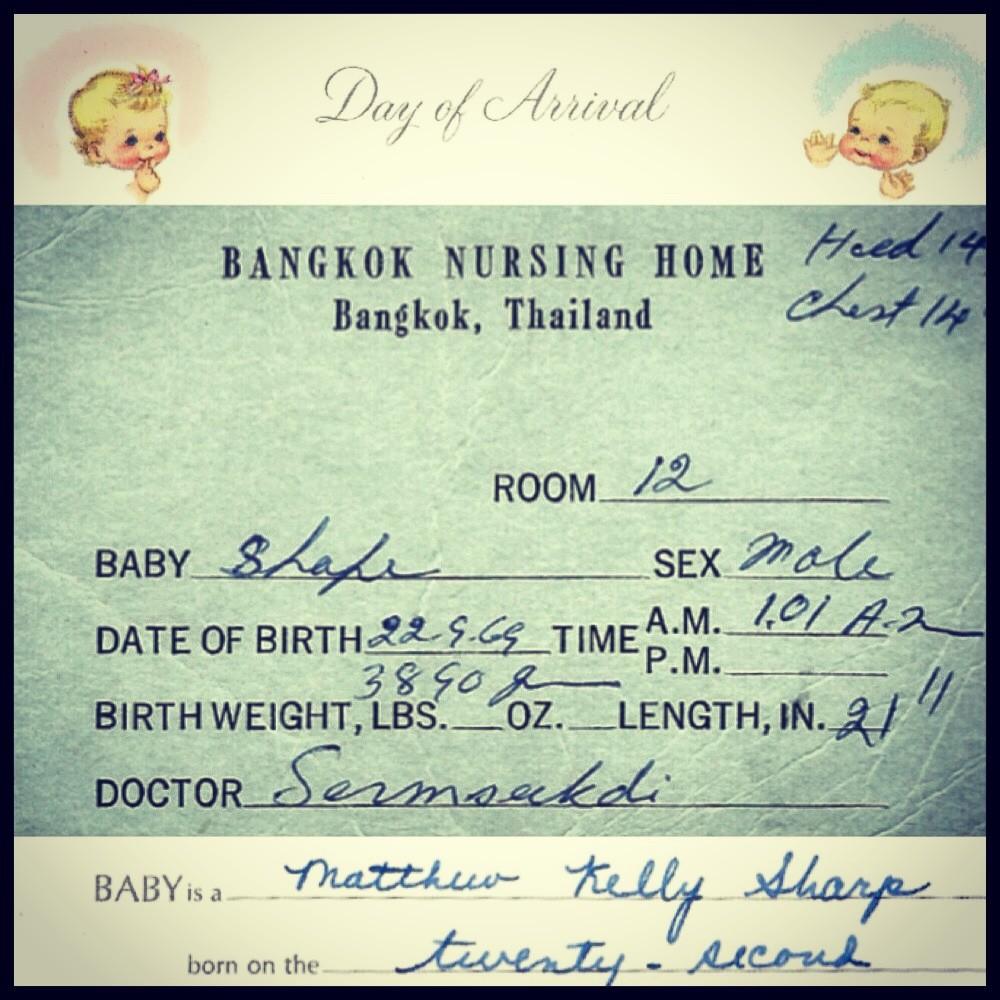 Day of Arrival
BANGKOK NURSING HOME
Bangkok, Thailand
Head 14
Chest 14
ROOM 12
BABY Sharpe SEX Male
DATE OF BIRTH 22.9.69 TIME A.M. 1.01 A.m
P.M.
3890 gm
BIRTH WEIGHT, LBS. OZ. LENGTH, IN. 21"
DOCTOR Sermsakdi
BABY is a Matthew Kelly Sharp
born on the twenty-second